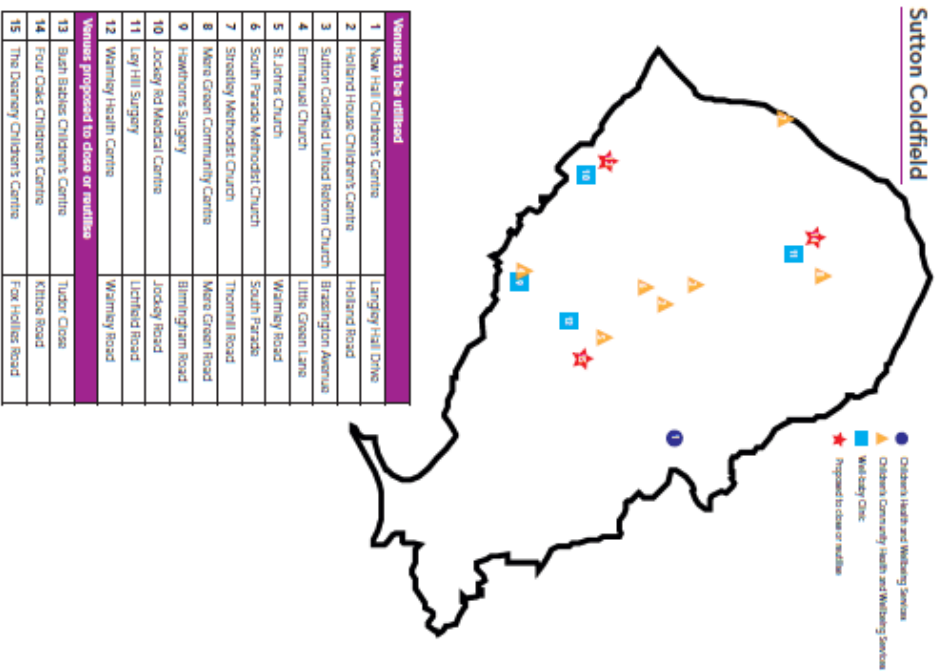 Sutton Coldfield
Children's Health and Wellbeing Services
Children's Community Health and Wellbeing Services
Well-baby Clinic
Proposed to close or reutilise
11
10
9
12
1
Venues to be utilised
1 New Hall Children's Centre Langley Hall Drive
2 Holland House Children's Centre Holland Road
3 Sutton Coldfield United Reform Church Brassington Avenue
4 Emmanuel Church Little Green Lane
5 St Johns Church Walmley Road
6 South Parade Methodist Church South Parade
7 Streetley Methodist Church Thornhill Road
8 Mere Green Community Centre Mere Green Road
9 Hawthorns Surgery Birmingham Road
10 Jockey Rd Medical Centre Jockey Road
11 Ley Hill Surgery Lichfield Road
12 Walmley Health Centre Walmley Road
Venues proposed to close or reutilise
13 Bush Babies Children's Centre Tudor Close
14 Four Oaks Children's Centre Kittoe Road
15 The Deanery Children's Centre Fox Hollies Road